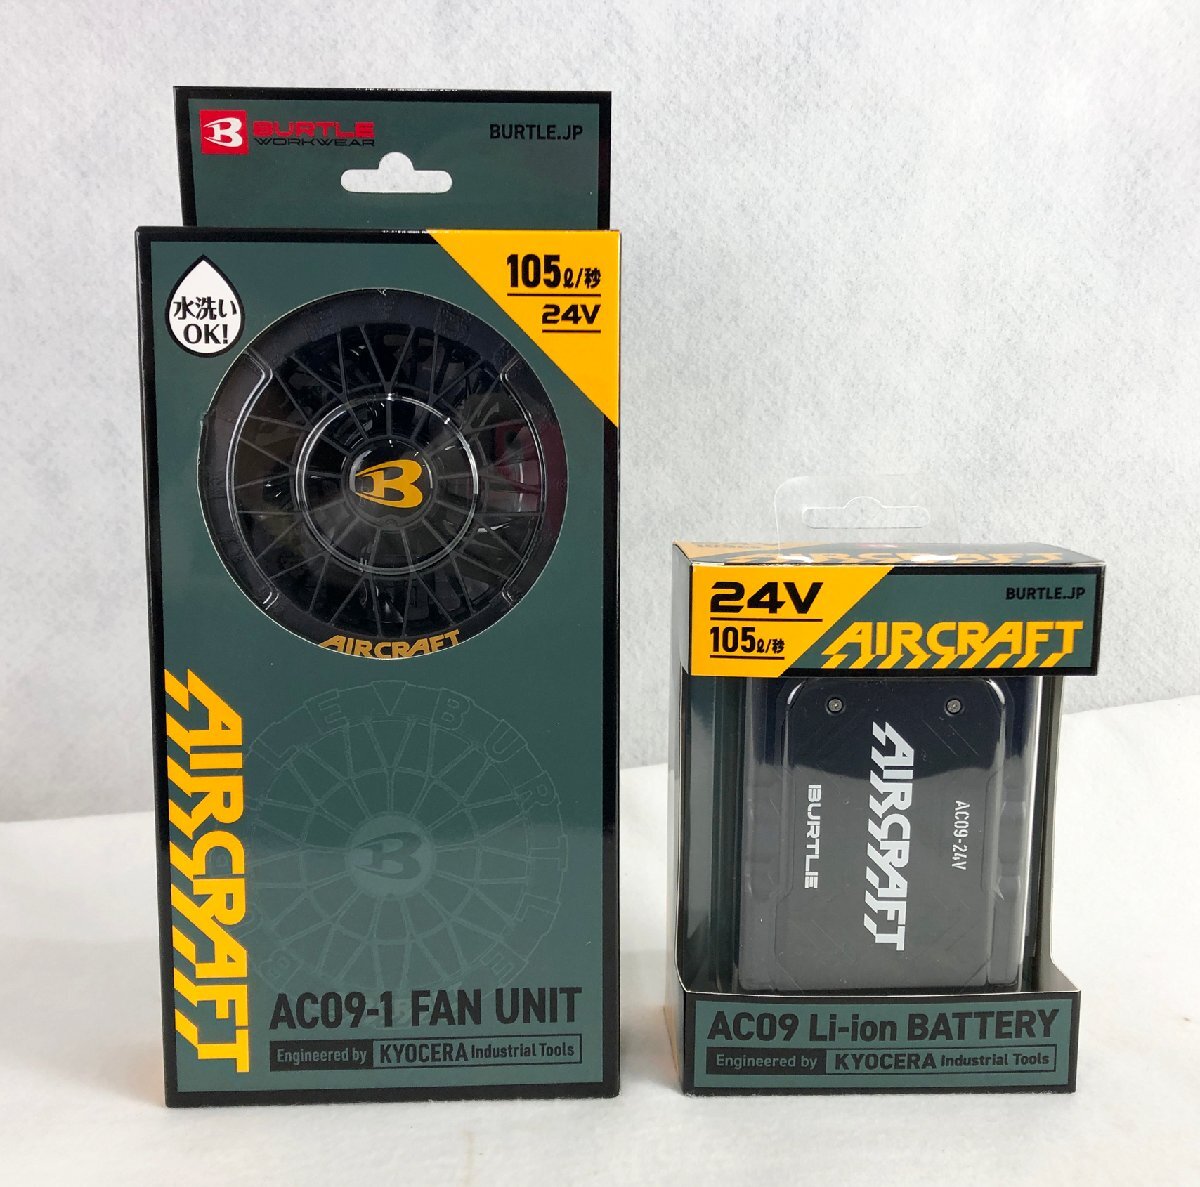 BURTLE
WORKWEAR
BURTLE.JP
水洗い
OK!
105ℓ/秒
24V
B
AIRCRAFT
AIRCRAFT
AC09-1 FAN UNIT
Engineered by KYOCERA Industrial Tools
AIRCRAFT
24V
105ℓ/秒
BURTLE.JP
AIRCRAFT
AIRCRAFT
BURTLE
AC09-24V
AC09 Li-ion BATTERY
Engineered by KYOCERA Industrial Tools